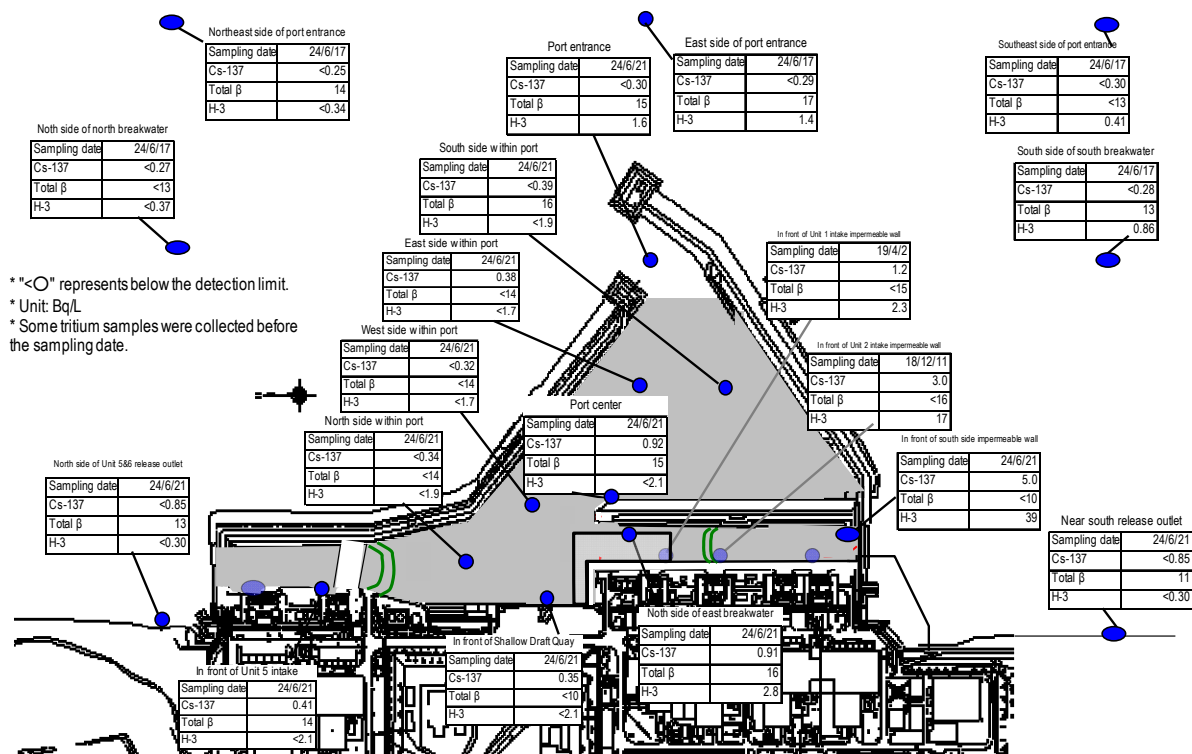 Northeast side of port entrance
Sampling date 24/6/17
Cs-137 <0.25
Total β 14
H-3 <0.34
Port entrance
Sampling date 24/6/21
Cs-137 <0.30
Total β 15
H-3 1.6
East side of port entrance
Sampling date 24/6/17
Cs-137 <0.29
Total β 17
H-3 1.4
Southeast side of port entrance
Sampling date 24/6/17
Cs-137 <0.30
Total β <13
H-3 0.41
Noth side of north breakwater
Sampling date 24/6/17
Cs-137 <0.27
Total β <13
H-3 <0.37
South side within port
Sampling date 24/6/21
Cs-137 <0.39
Total β 16
H-3 <1.9
South side of south breakwater
Sampling date 24/6/17
Cs-137 <0.28
Total β 13
H-3 0.86
East side within port
Sampling date 24/6/21
Cs-137 0.38
Total β <14
H-3 <1.7
In front of Unit 1 intake impermeable wall
Sampling date 19/4/2
Cs-137 1.2
Total β <15
H-3 2.3
* "<○" represents below the detection limit.
* Unit: Bq/L
* Some tritium samples were collected before
the sampling date.
West side within port
Sampling date 24/6/21
Cs-137 <0.32
Total β <14
H-3 <1.7
In front of Unit 2 intake impermeable wall
Sampling date 18/12/11
Cs-137 3.0
Total β <16
H-3 17
Port center
Sampling date 24/6/21
Cs-137 0.92
Total β 15
H-3 <2.1
North side within port
Sampling date 24/6/21
Cs-137 <0.34
Total β <14
H-3 <1.9
In front of south side impermeable wall
Sampling date 24/6/21
Cs-137 5.0
Total β <10
H-3 39
North side of Unit 5&6 release outlet
Sampling date 24/6/21
Cs-137 <0.85
Total β 13
H-3 <0.30
Near south release outlet
Sampling date 24/6/21
Cs-137 <0.85
Total β 11
H-3 <0.30
Noth side of east breakwater
Sampling date 24/6/21
Cs-137 0.91
Total β 16
H-3 2.8
In front of Shallow Draft Quay
Sampling date 24/6/21
Cs-137 0.35
Total β <10
H-3 <2.1
In front of Unit 5 intake
Sampling date 24/6/21
Cs-137 0.41
Total β 14
H-3 <2.1